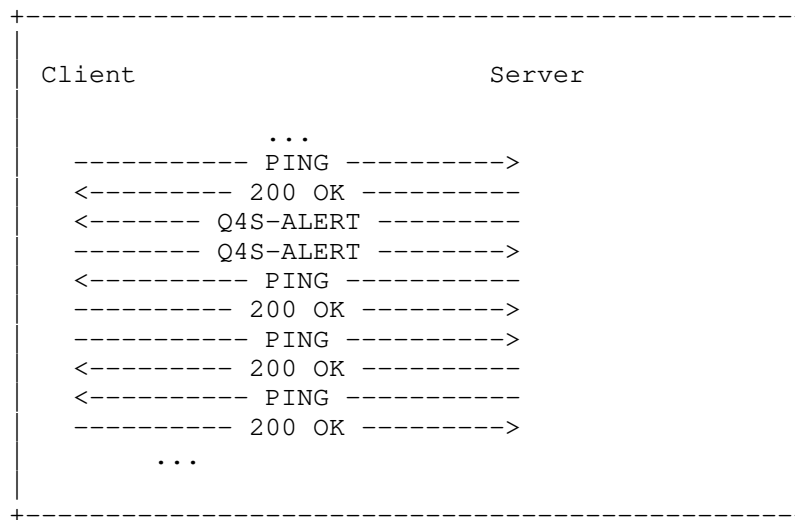 +------------------------------------------------
|
| Client                      Server
|
|
|                ...
|    ----------- PING ---------->
|    <--------- 200 OK ----------
|    <------- Q4S-ALERT ---------
|    -------- Q4S-ALERT -------->
|    <---------- PING -----------
|    ---------- 200 OK --------->
|    ----------- PING ---------->
|    <--------- 200 OK ----------
|    <---------- PING -----------
|    ---------- 200 OK --------->
|         ...
|
+------------------------------------------------